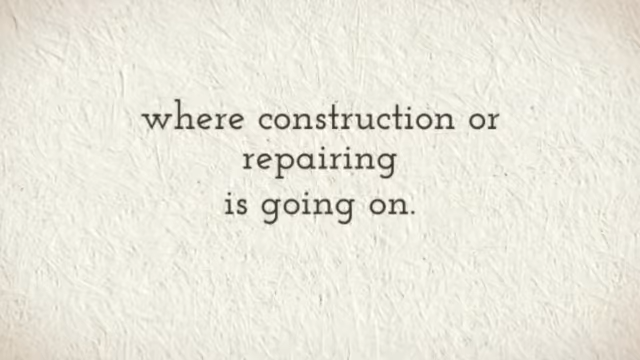 where construction or
repairing
is going on.